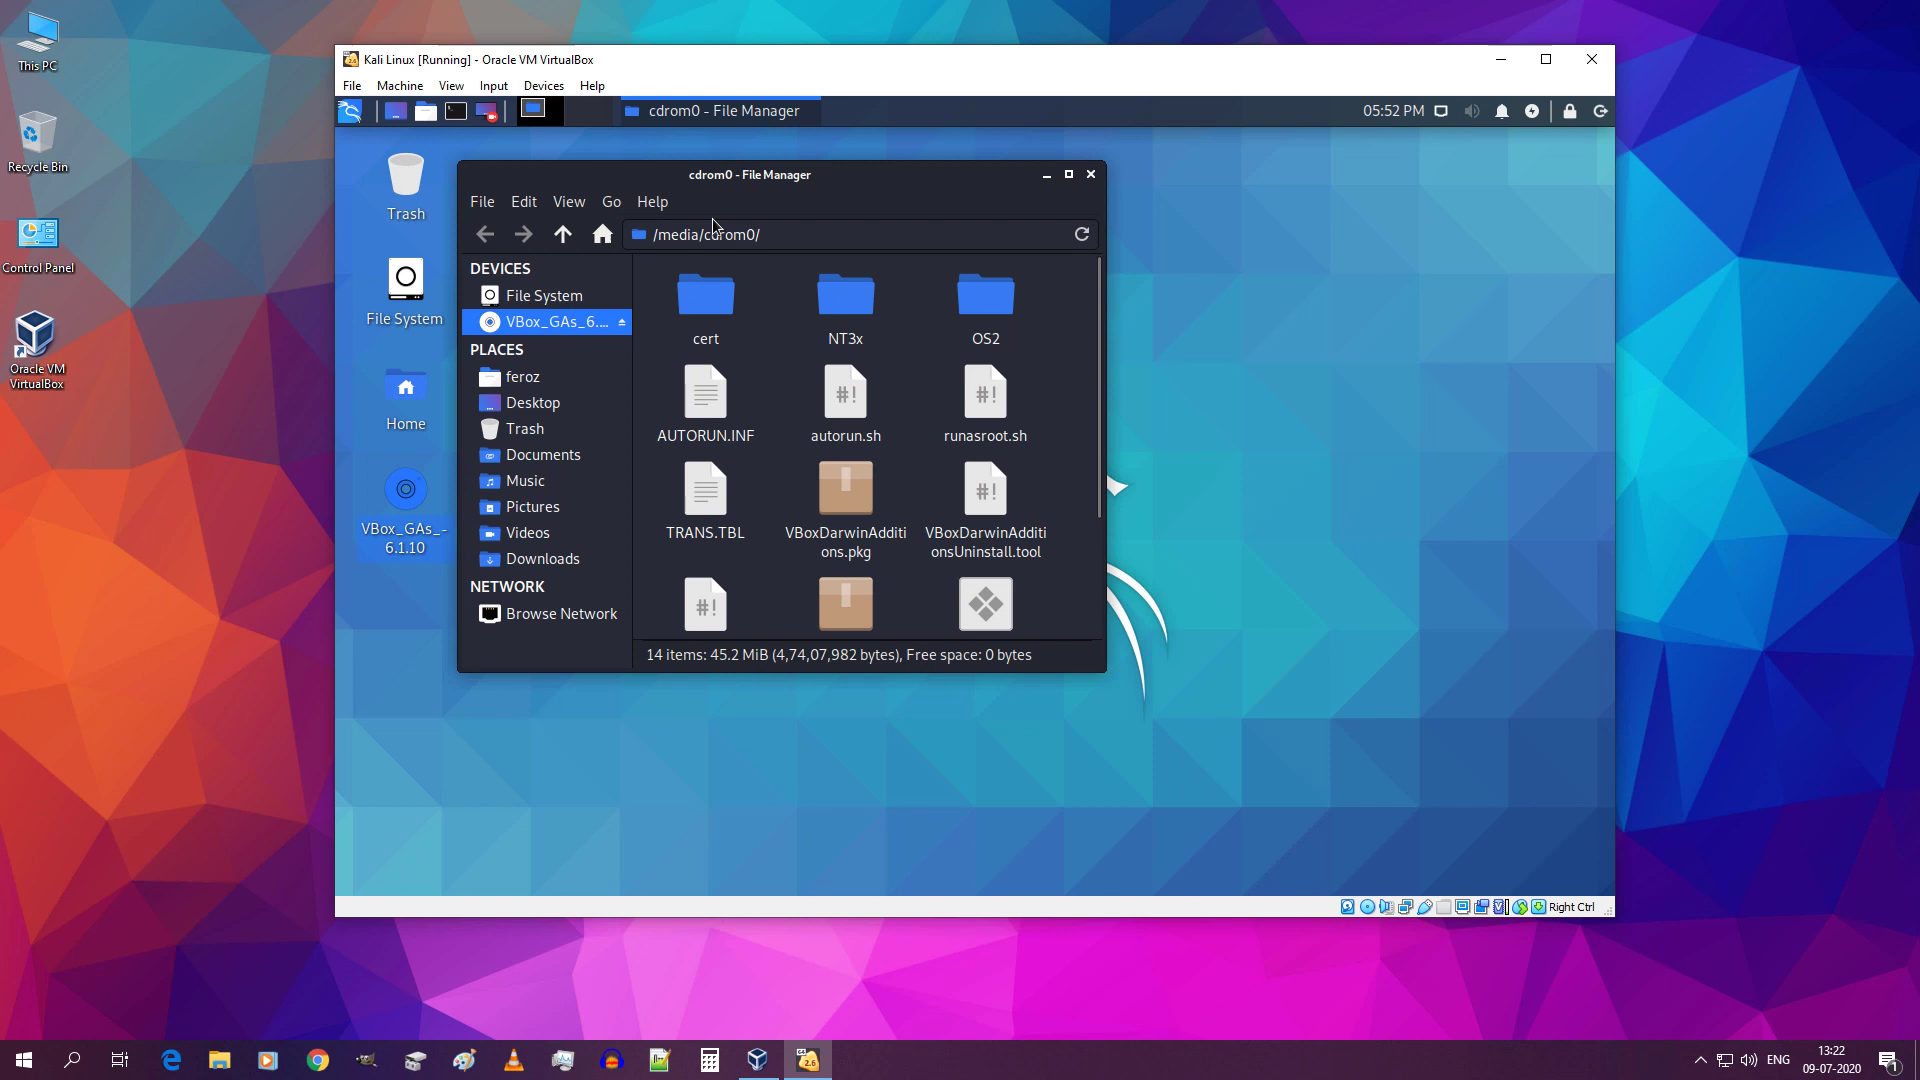 This PC
Recycle Bin
Control Panel
Oracle VM
VirtualBox
Kali Linux [Running] - Oracle VM VirtualBox
File Machine View Input Devices Help
cdrom0 - File Manager
05:52 PM
Trash
File System
Home
VBox_GAs_-
6.1.10
cdrom0 - File Manager
File Edit View Go Help
/media/cdrom0/
DEVICES
File System
VBox_GAs_6....
PLACES
feroz
Desktop
Trash
Documents
Music
Pictures
Videos
Downloads
NETWORK
Browse Network
cert NT3x OS2
AUTORUN.INF autorun.sh runasroot.sh
TRANS.TBL
VBoxDarwinAdditi
ons.pkg
VBoxDarwinAdditi
onsUninstall.tool
14 items: 45.2 MiB (4,74,07,982 bytes), Free space: 0 bytes
Right Ctrl
ENG
13:22
09-07-2020
1